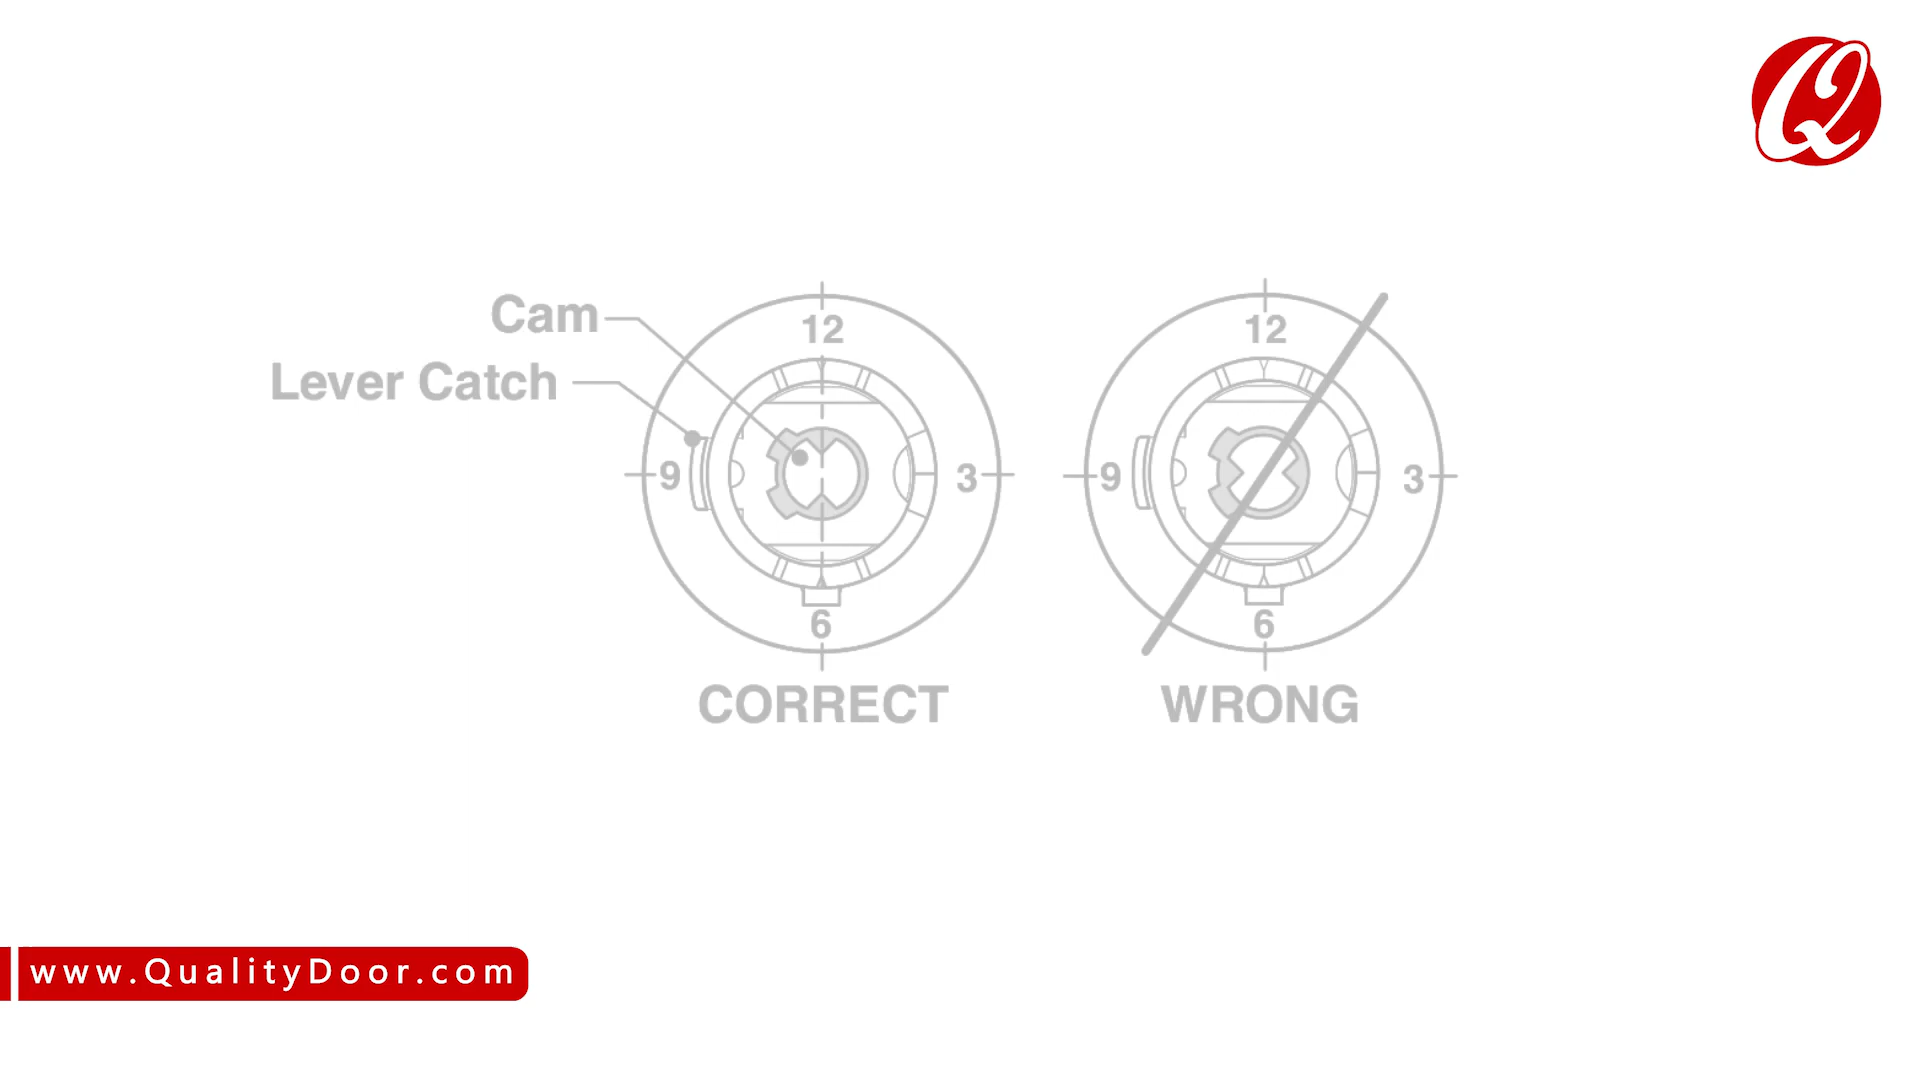 Q
Cam
Lever Catch
12
9
3
6
CORRECT
12
9
3
6
WRONG
www.QualityDoor.com